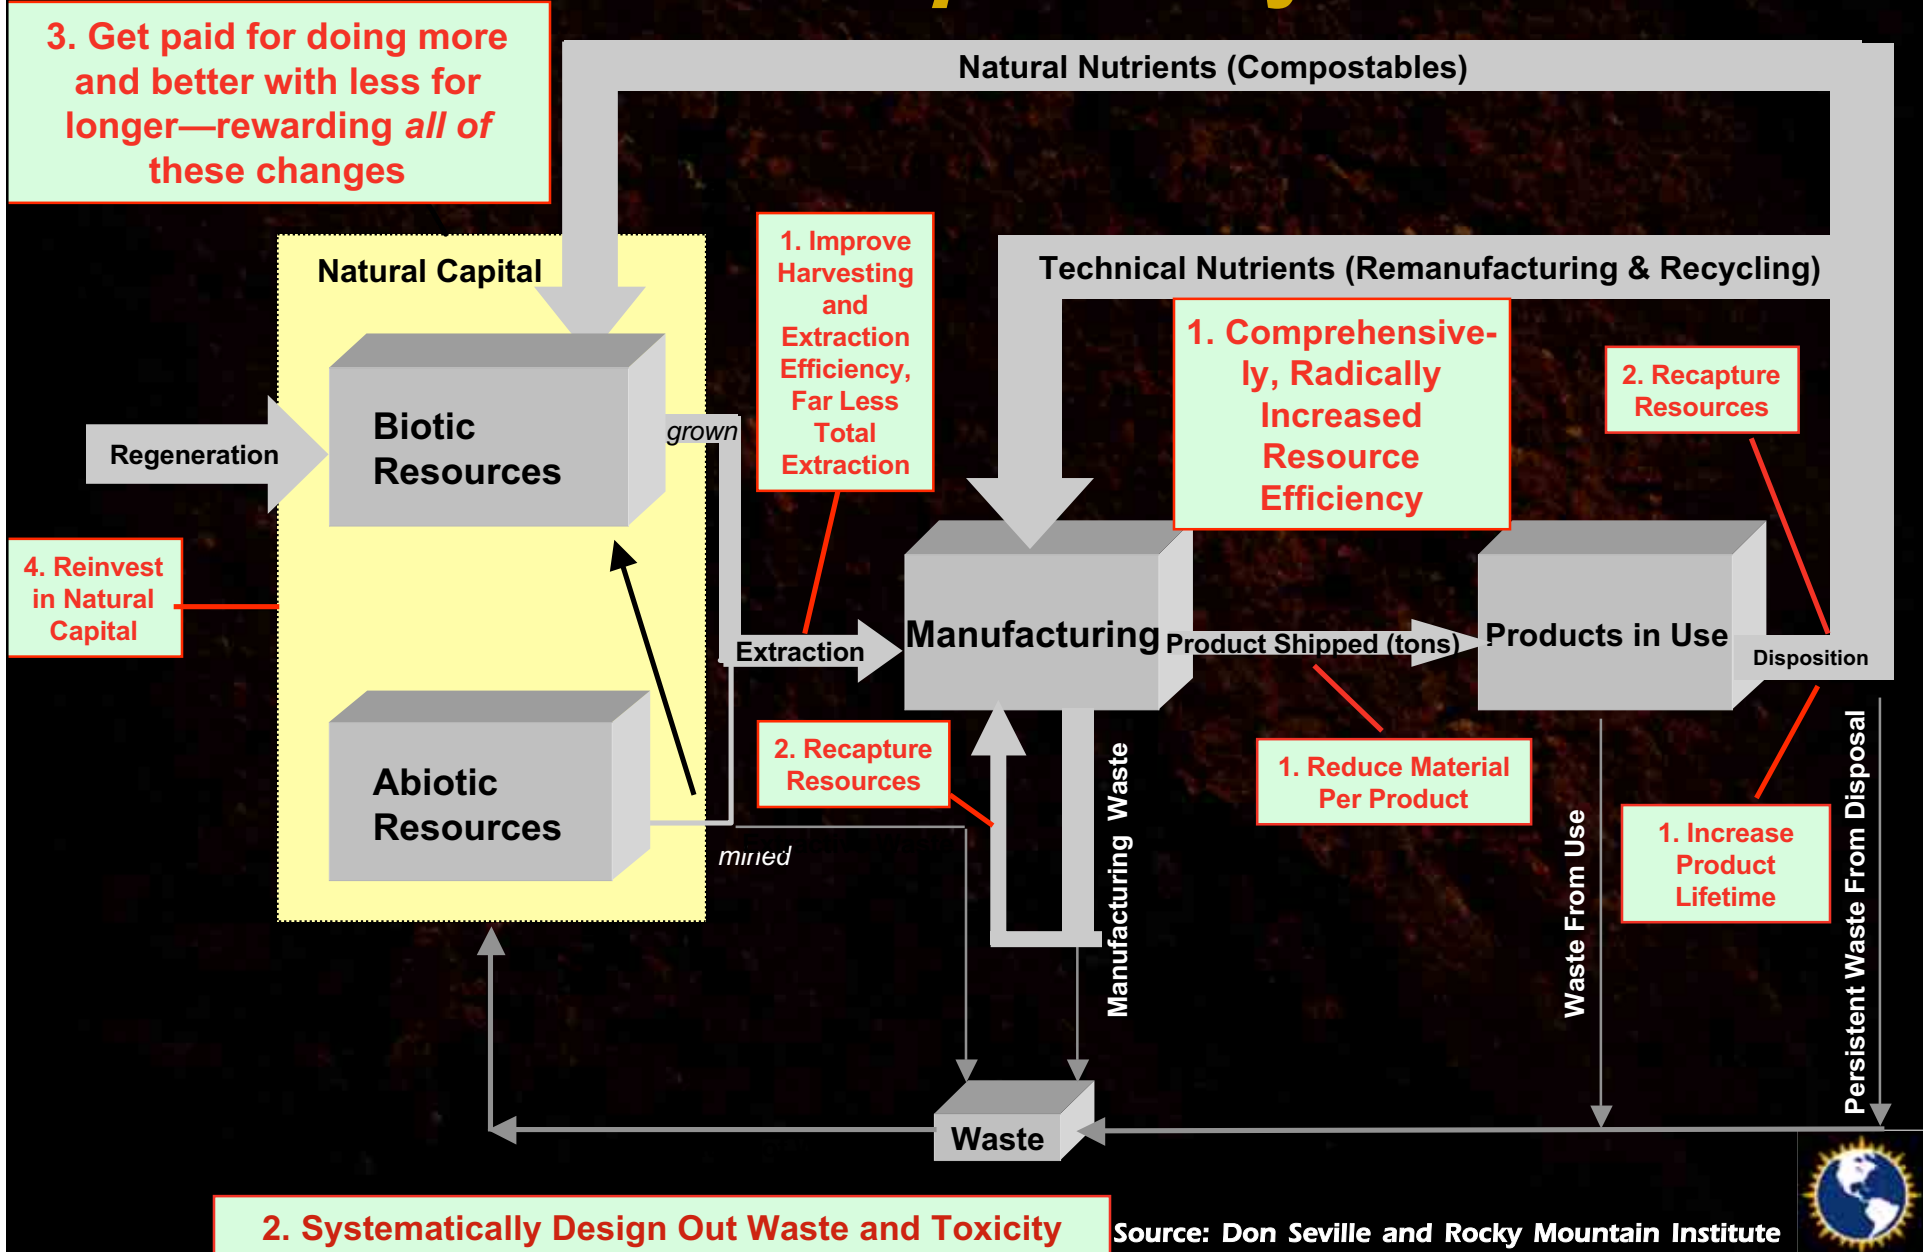 3. Get paid for doing more
and better with less for
longer—rewarding all of
these changes
Natural Nutrients (Compostables)
Natural Capital
1. Improve
Harvesting
and
Extraction
Efficiency,
Far Less
Total
Extraction
Technical Nutrients (Remanufacturing & Recycling)
1. Comprehensive-
ly, Radically
Increased
Resource
Efficiency
2. Recapture
Resources
Regeneration
Biotic
Resources
grown
4. Reinvest
in Natural
Capital
Extraction
Manufacturing
Product Shipped (tons)
Products in Use
Disposition
Abiotic
Resources
mined
2. Recapture
Resources
Manufacturing Waste
1. Reduce Material
Per Product
Waste From Use
1. Increase
Product
Lifetime
Persistent Waste From Disposal
Waste
2. Systematically Design Out Waste and Toxicity
Source: Don Seville and Rocky Mountain Institute